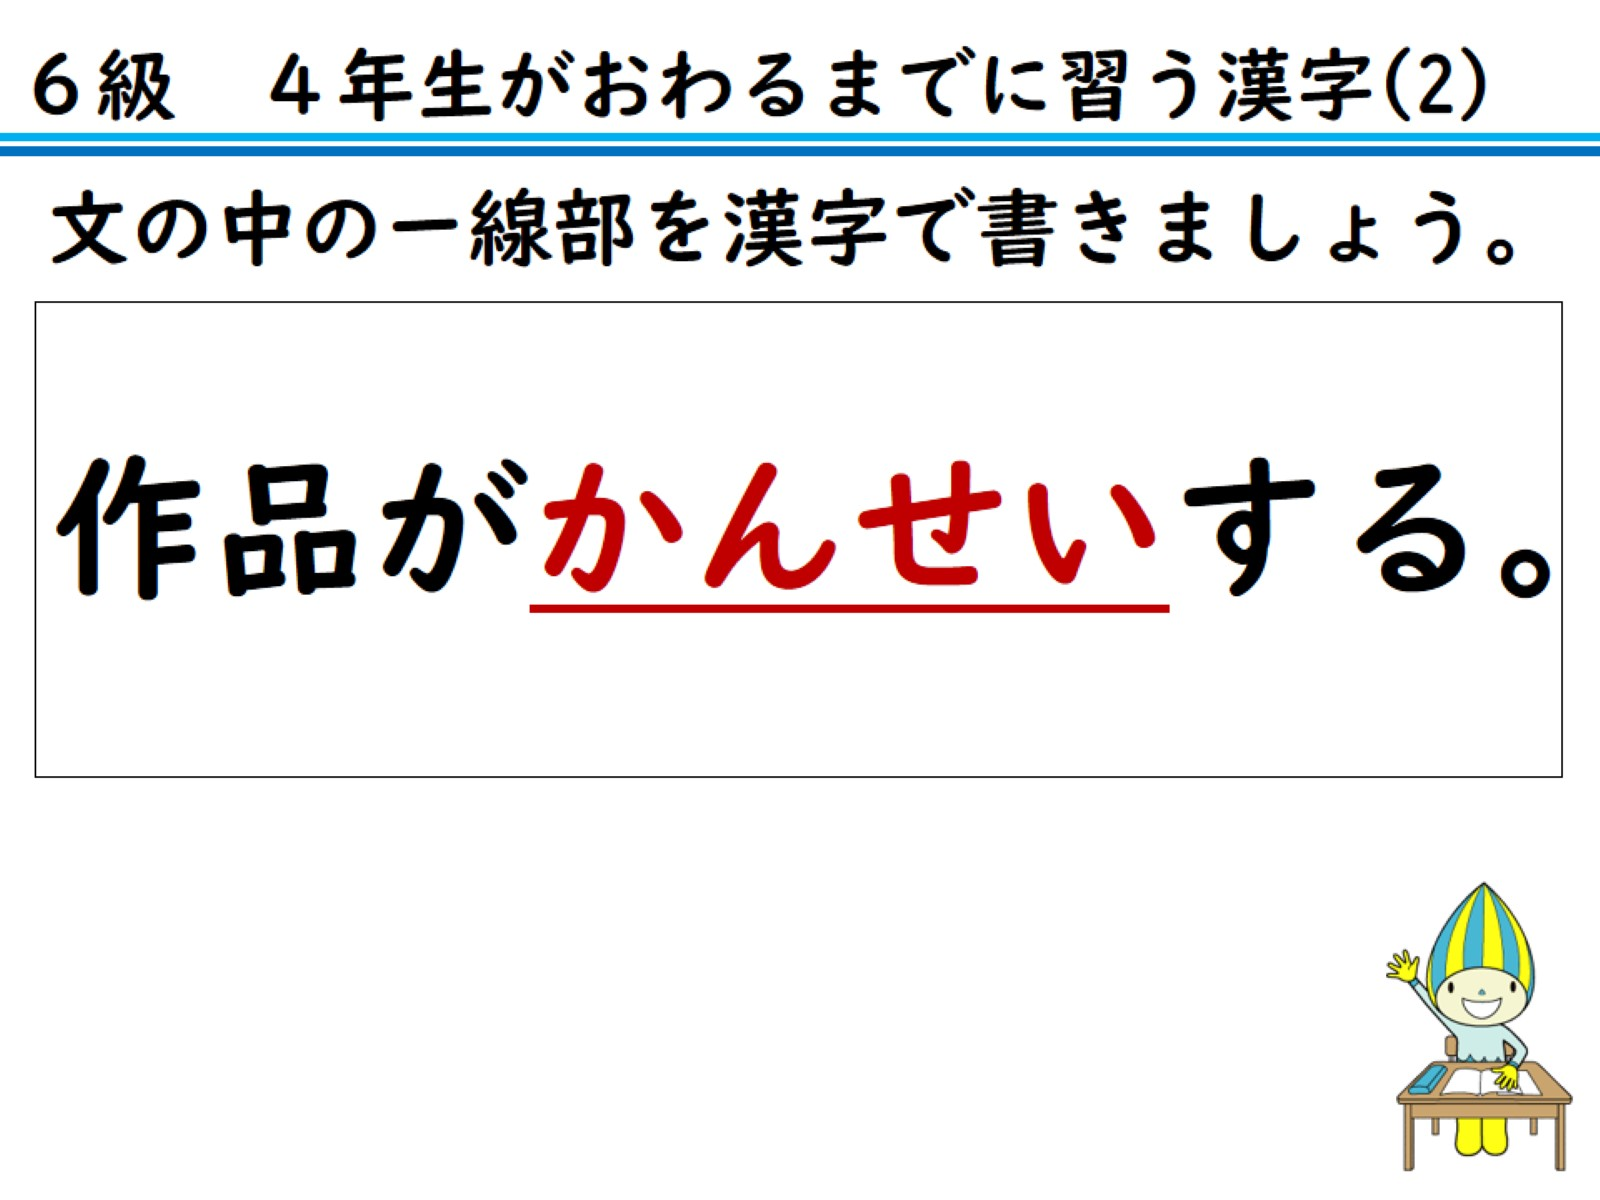 ６級　４年生がおわるまでに習う漢字(2)
文の中の一線部を漢字で書きましょう。
作品がかんせいする。